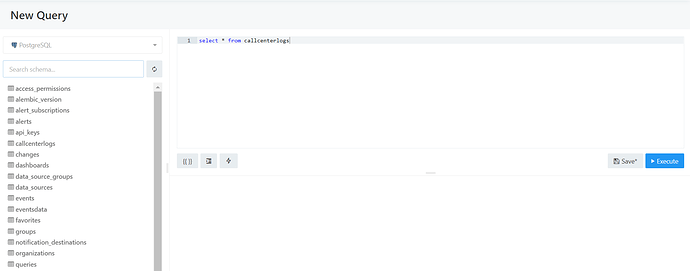 New Query
PostgreSQL
Search schema...
access_permissions
alembic_version
alert_subscriptions
alerts
api_keys
callcenterlogs
changes
dashboards
data_source_groups
data_sources
events
eventsdata
favorites
groups
notification_destinations
organizations
queries
1 select * from callcenterlogs
{{ }}
Save*
Execute